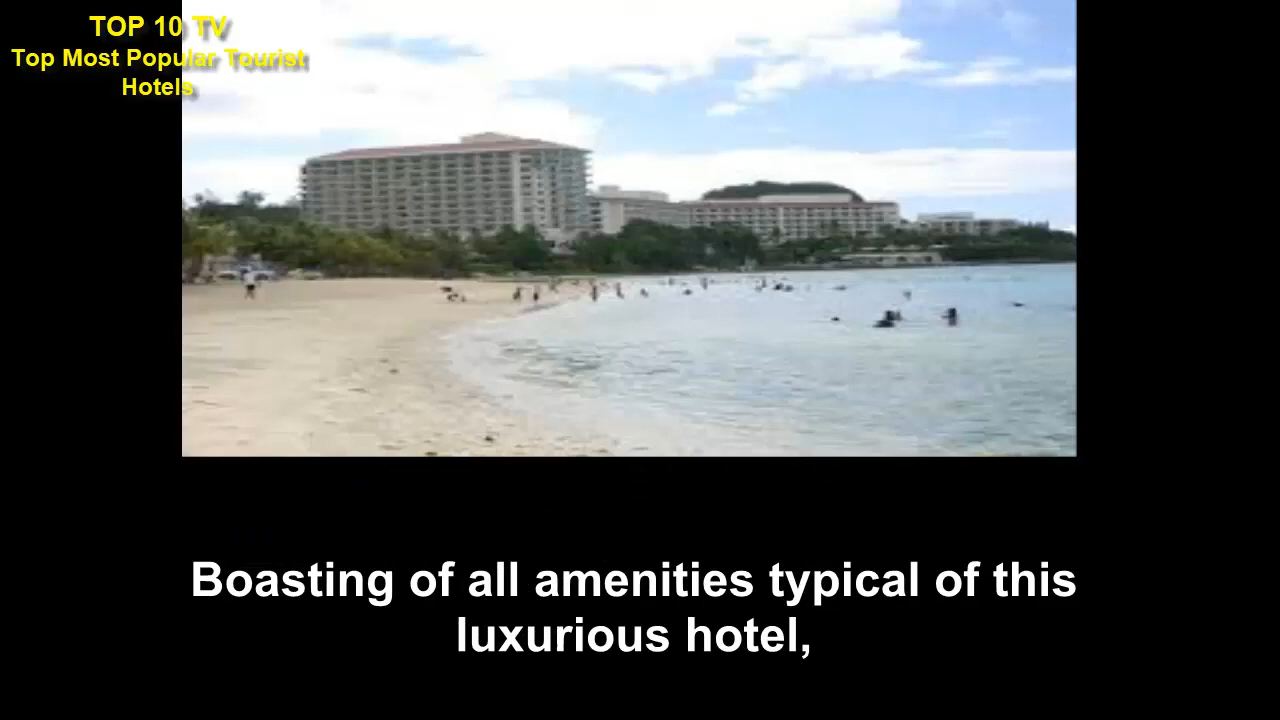 TOP 10 TV
Top Most Popular Tourist
Hotels
Boasting of all amenities typical of this
luxurious hotel,